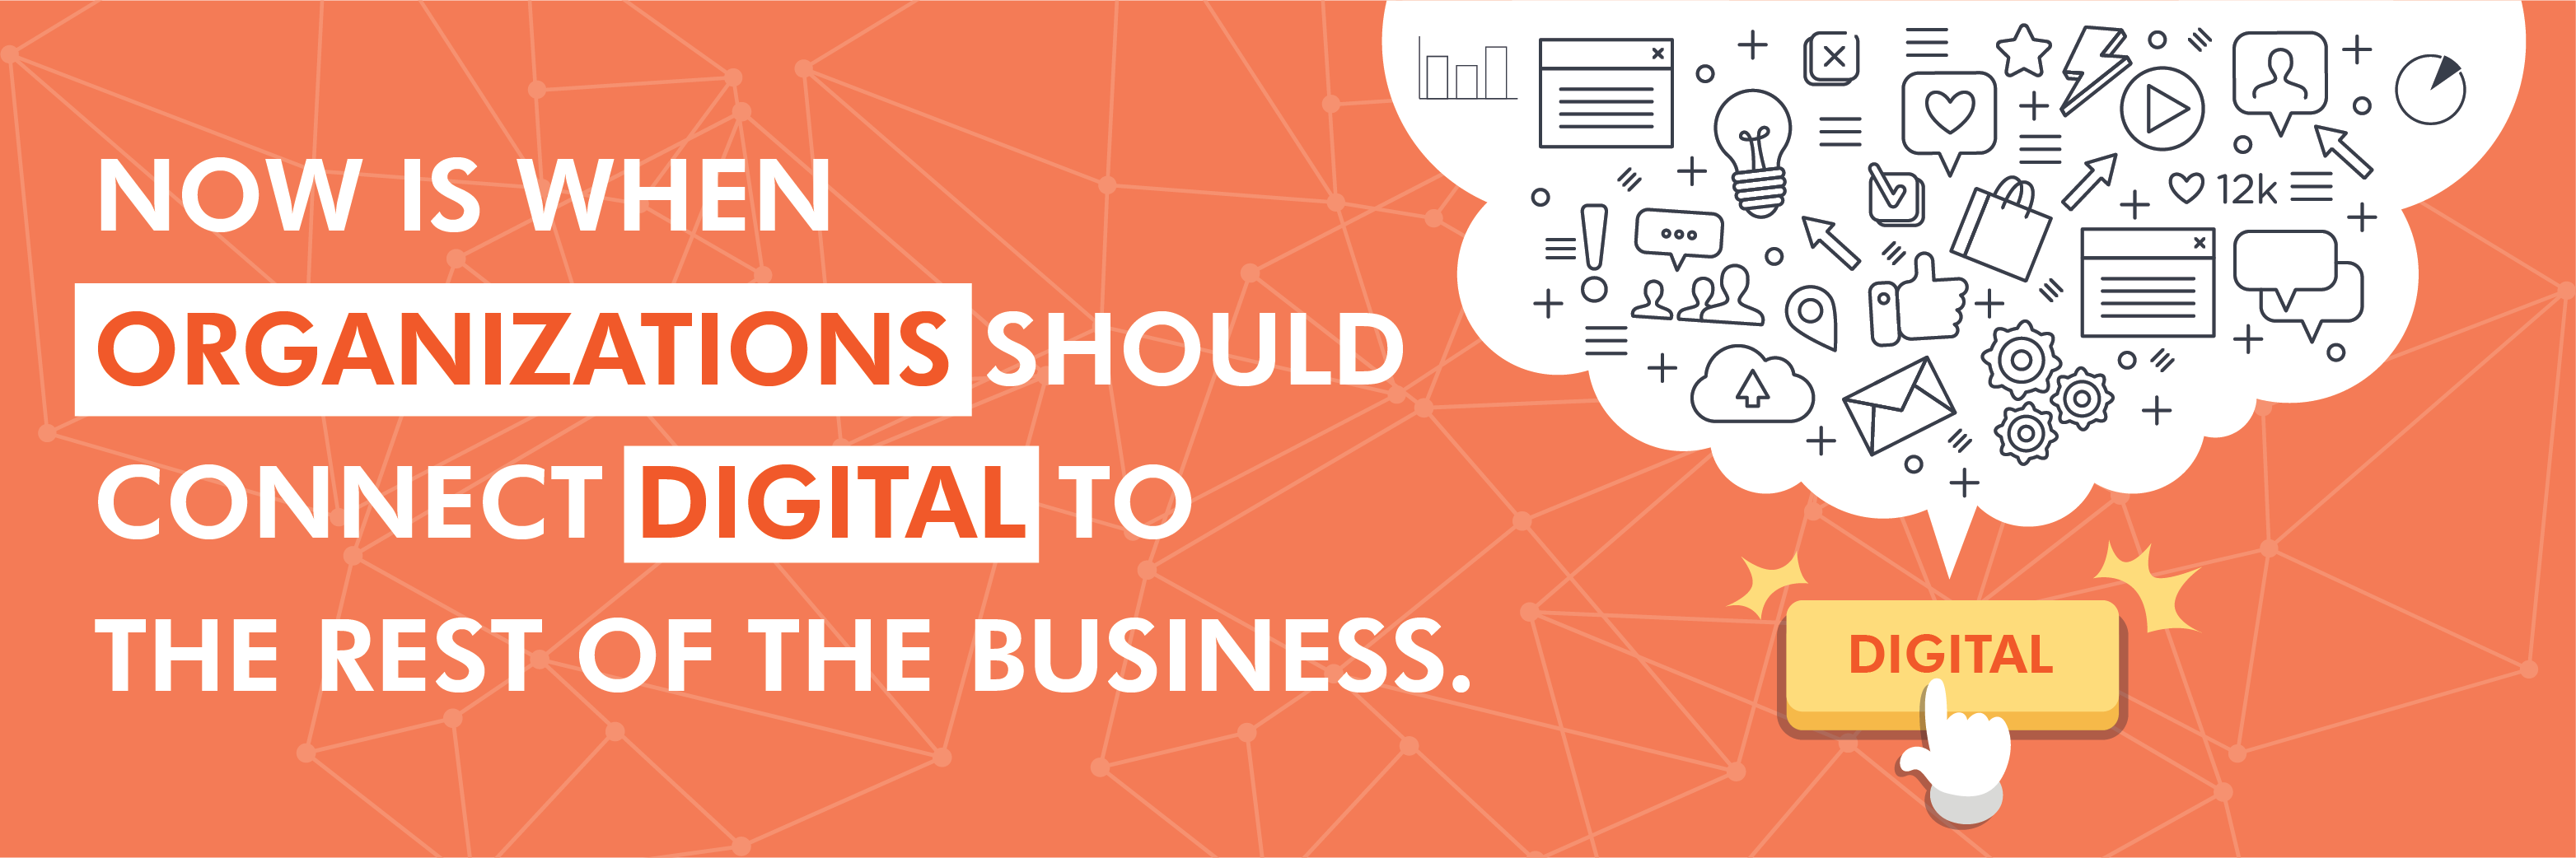 NOW IS WHEN
ORGANIZATIONS SHOULD
CONNECT DIGITAL TO
THE REST OF THE BUSINESS.
12k
DIGITAL